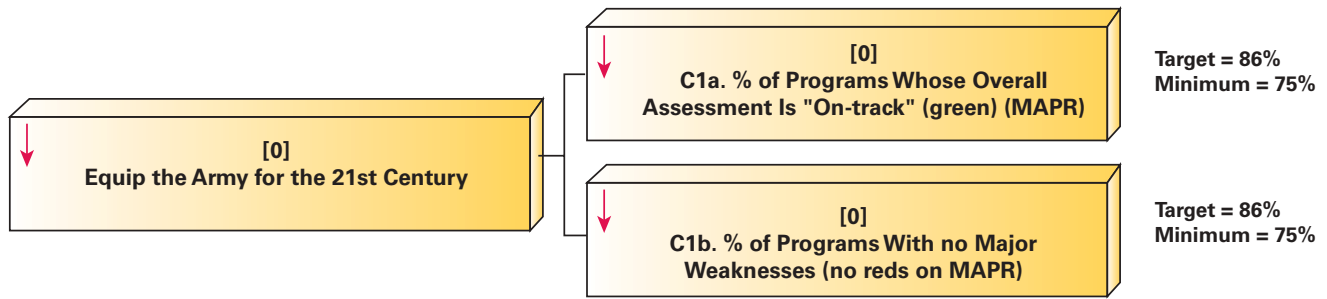 [0]
Equip the Army for the 21st Century
[0]
C1a. % of Programs Whose Overall
Assessment Is "On-track" (green) (MAPR)
Target = 86%
Minimum = 75%
[0]
C1b. % of Programs With no Major
Weaknesses (no reds on MAPR)
Target = 86%
Minimum = 75%